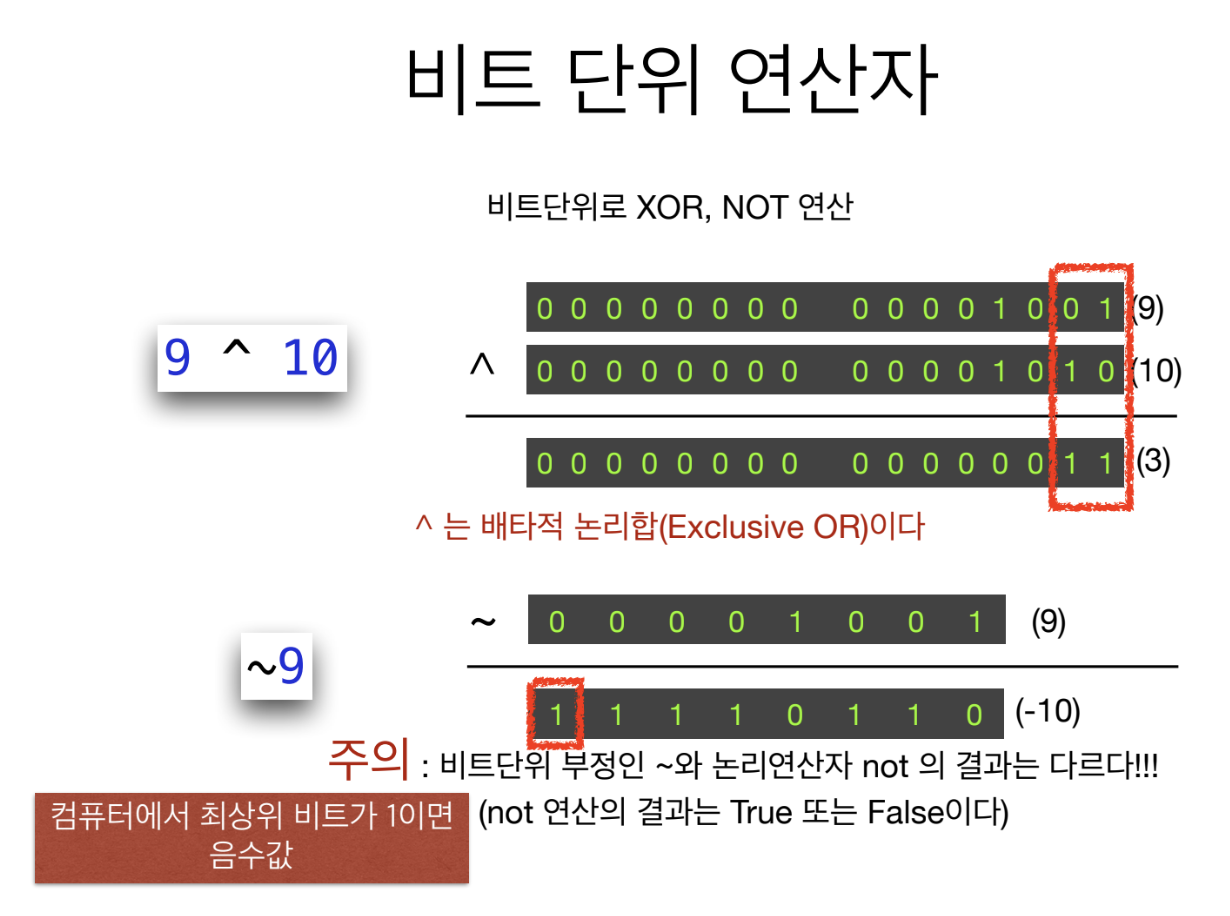 비트 단위 연산자
비트단위로 XOR, NOT 연산
9 ^ 10
0 0 0 0 0 0 0 0 0 0 0 0 1 0 0 1 (9)
^ 0 0 0 0 0 0 0 0 0 0 0 0 1 0 1 0 (10)
0 0 0 0 0 0 0 0 0 0 0 0 0 0 1 1 (3)
^ 는 배타적 논리합(Exclusive OR)이다
~9
~ 0 0 0 0 1 0 0 1 (9)
1 1 1 1 0 1 1 0 (-10)
주의 : 비트단위 부정인 ~와 논리연산자 not 의 결과는 다르다!!!
(not 연산의 결과는 True 또는 False이다)
컴퓨터에서 최상위 비트가 1이면
음수값